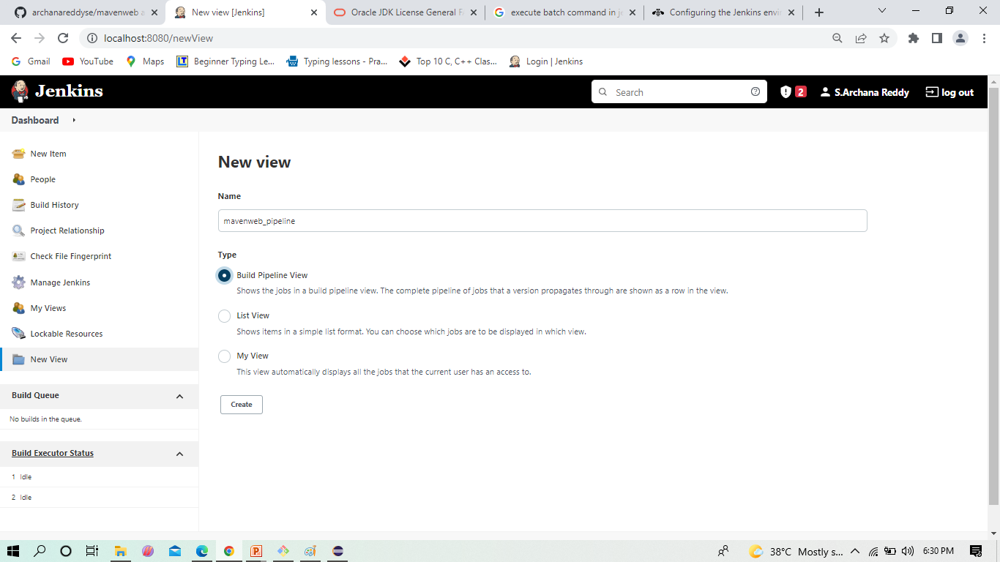 archanareddyse/mavenweb a
New view [Jenkins]
Oracle JDK License General F
execute batch command in je
Configuring the Jenkins envir
localhost:8080/newView
Gmail
YouTube
Maps
Beginner Typing Le...
Typing lessons - Pra...
Top 10 C, C++ Clas...
Login | Jenkins
Jenkins
Search
2
S.Archana Reddy
log out
Dashboard
New Item
People
Build History
Project Relationship
Check File Fingerprint
Manage Jenkins
My Views
Lockable Resources
New View
Build Queue
No builds in the queue.
Build Executor Status
1 Idle
2 Idle
New view
Name
mavenweb_pipeline
Type
Build Pipeline View
Shows the jobs in a build pipeline view. The complete pipeline of jobs that a version propagates through are shown as a row in the view.
List View
Shows items in a simple list format. You can choose which jobs are to be displayed in which view.
My View
This view automatically displays all the jobs that the current user has an access to.
Create
38°C Mostly s...
6:30 PM